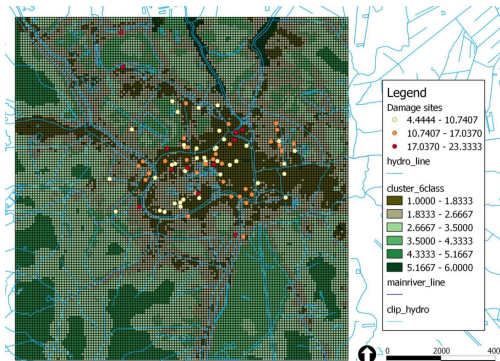 Legend
Damage sites
4.4444 - 10.7407
10.7407 - 17.0370
17.0370 - 23.3333
hydro_line
cluster_6class
1.0000 - 1.8333
1.8333 - 2.6667
2.6667 - 3.5000
3.5000 - 4.3333
4.3333 - 5.1667
5.1667 - 6.0000
mainriver_line
clip_hydro
0 2000 400